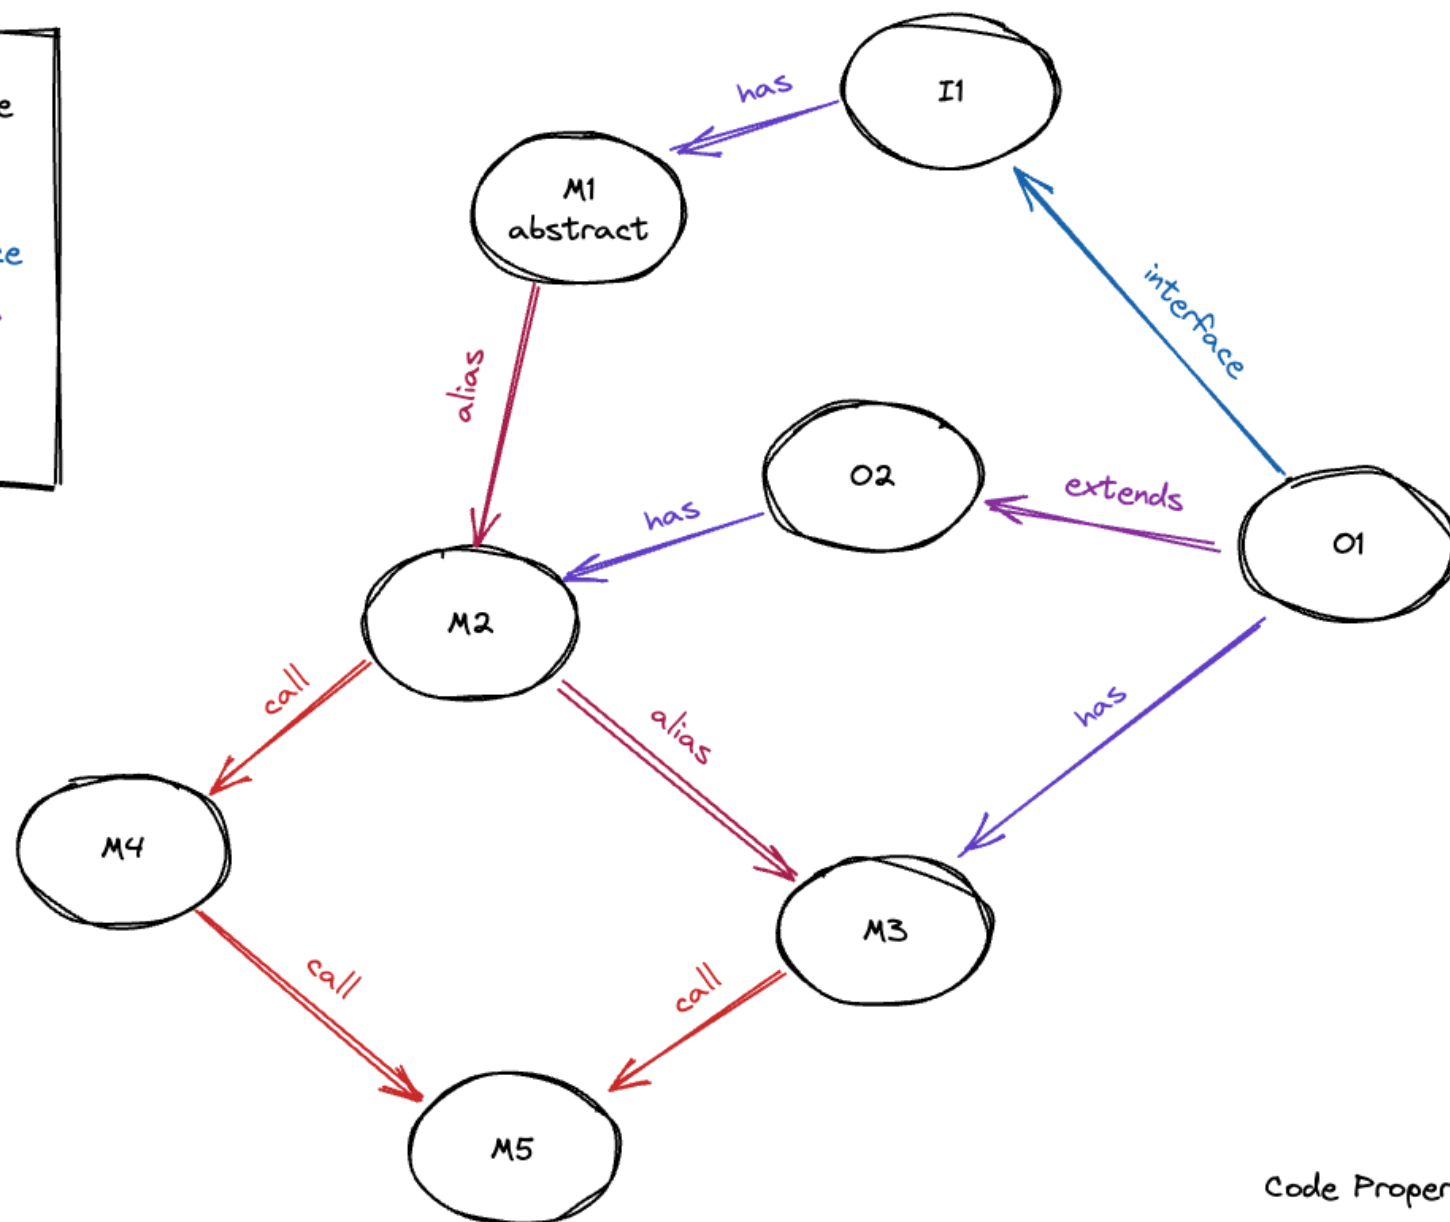 I1
has
M1
abstract
interface
alias
O2
extends
O1
has
M2
call
alias
has
M4
M3
call
call
M5
Code